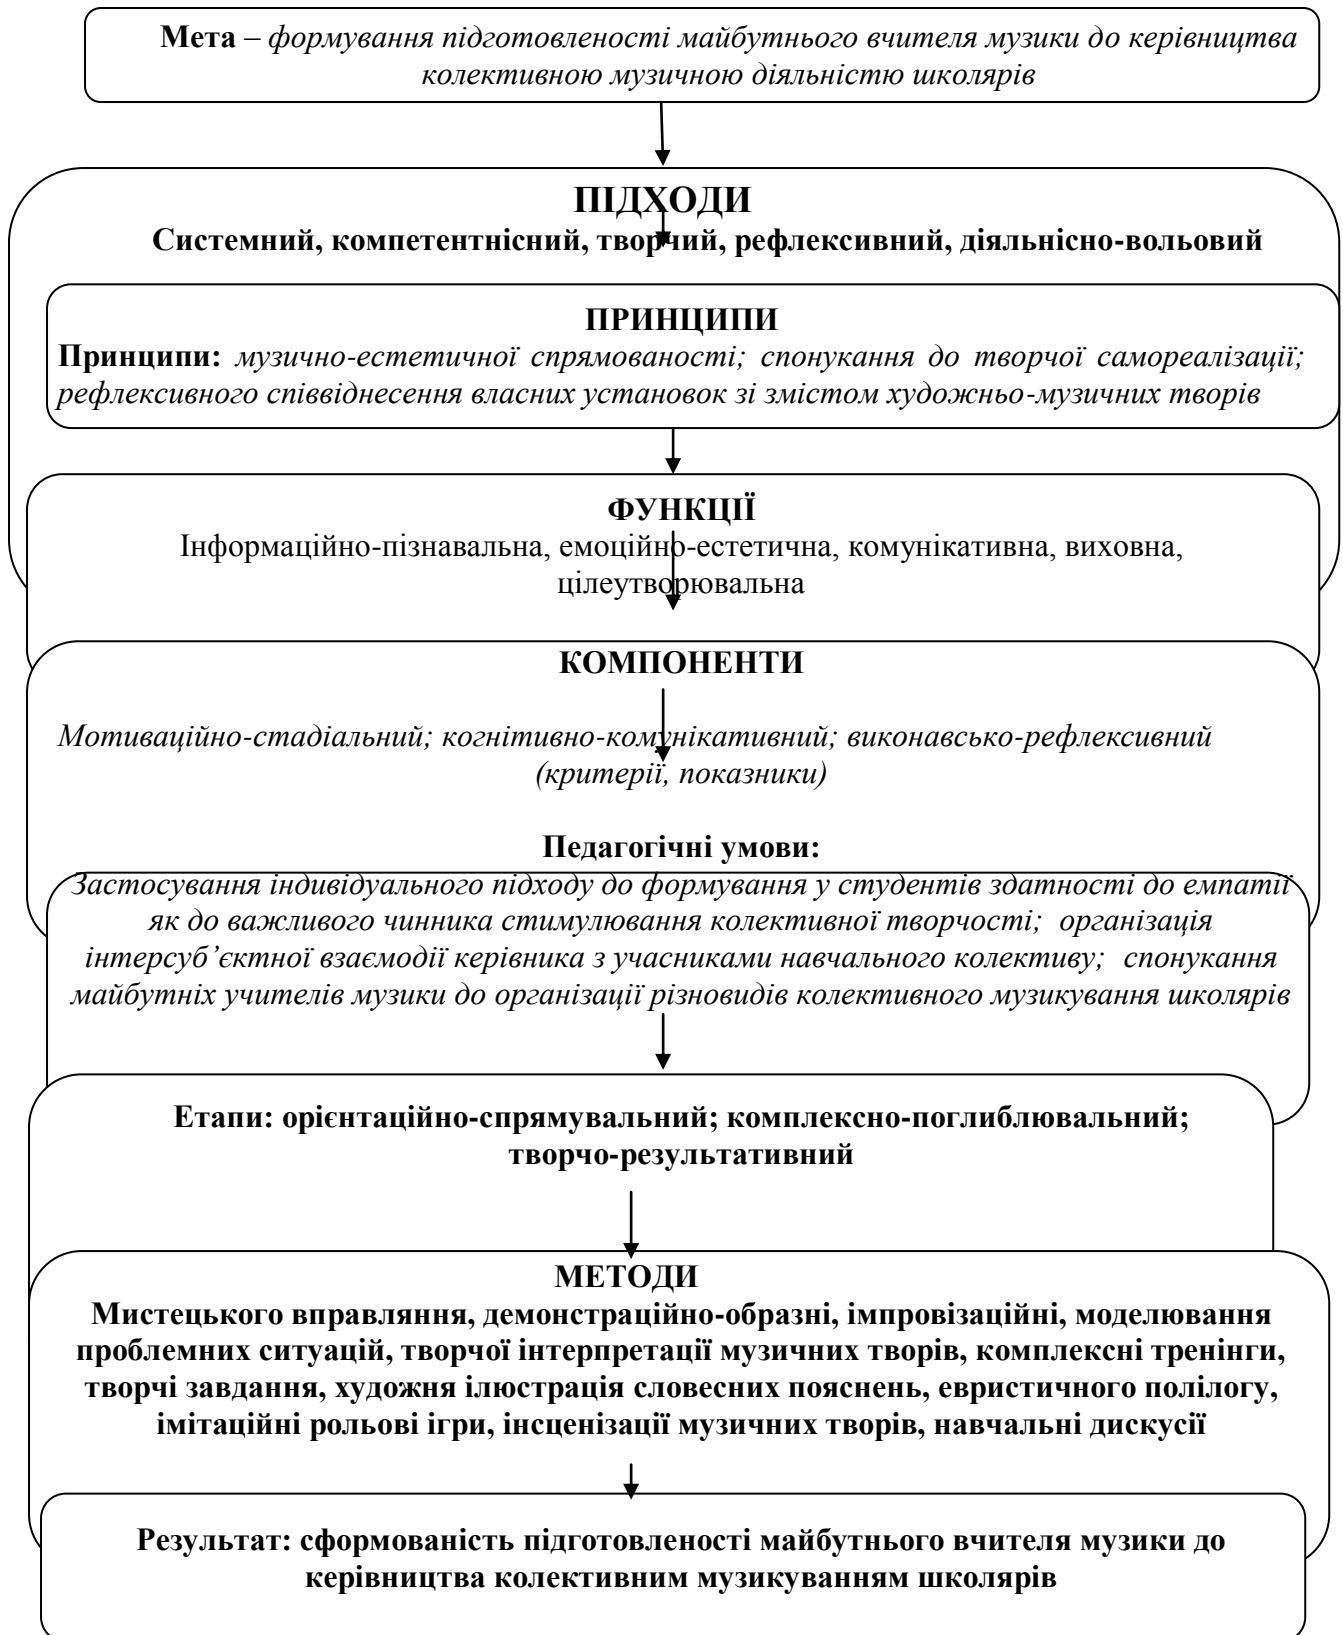 Мета – формування підготовленості майбутнього вчителя музики до керівництва
колективною музичною діяльністю школярів
ПІДХОДИ
Системний, компетентнісний, творчий, рефлексивний, діяльнісно-вольовий
ПРИНЦИПИ
Принципи: музично-естетичної спрямованості; спонукання до творчої самореалізації;
рефлексивного співвіднесення власних установок зі змістом художньо-музичних творів
ФУНКЦІЇ
Інформаційно-пізнавальна, емоційно-естетична, комунікативна, виховна,
цілеутворювальна
КОМПОНЕНТИ
Мотиваційно-стадіальний; когнітивно-комунікативний; виконавсько-рефлексивний
(критерії, показники)
Педагогічні умови:
Застосування індивідуального підходу до формування у студентів здатності до емпатії
як до важливого чинника стимулювання колективної творчості; організація
інтерсуб’єктної взаємодії керівника з учасниками навчального колективу; спонукання
майбутніх учителів музики до організації різновидів колективного музикування школярів
Етапи: орієнтаційно-спрямувальний; комплексно-поглиблювальний;
творчо-результативний
МЕТОДИ
Мистецького вправляння, демонстраційно-образні, імпровізаційні, моделювання
проблемних ситуацій, творчої інтерпретації музичних творів, комплексні тренінги,
творчі завдання, художня ілюстрація словесних пояснень, евристичного полілогу,
імітаційні рольові ігри, інсценізації музичних творів, навчальні дискусії
Результат: сформованість підготовленості майбутнього вчителя музики до
керівництва колективним музикуванням школярів